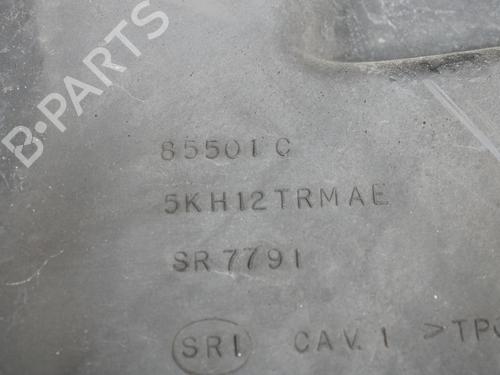 B-PARTS
85501 C
5KH12TRMAE
SR 7791
SRI CAV. 1 >TP